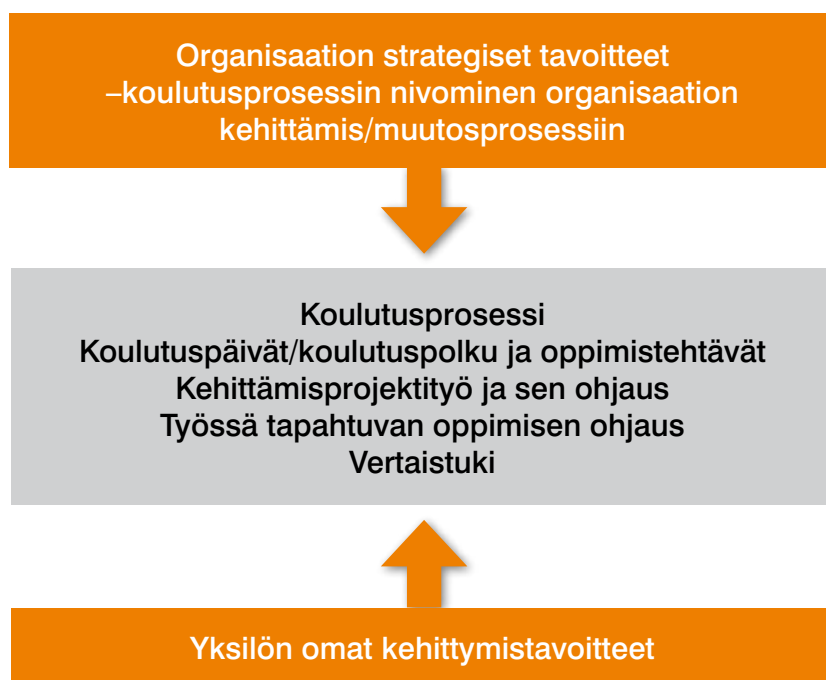 Organisaation strategiset tavoitteet
–koulutusprosessin nivominen organisaation
kehittämis/muutosprosessiin
Koulutusprosessi
Koulutuspäivät/koulutuspolku ja oppimistehtävät
Kehittämisprojektityö ja sen ohjaus
Työssä tapahtuvan oppimisen ohjaus
Vertaistuki
Yksilön omat kehittymistavoitteet